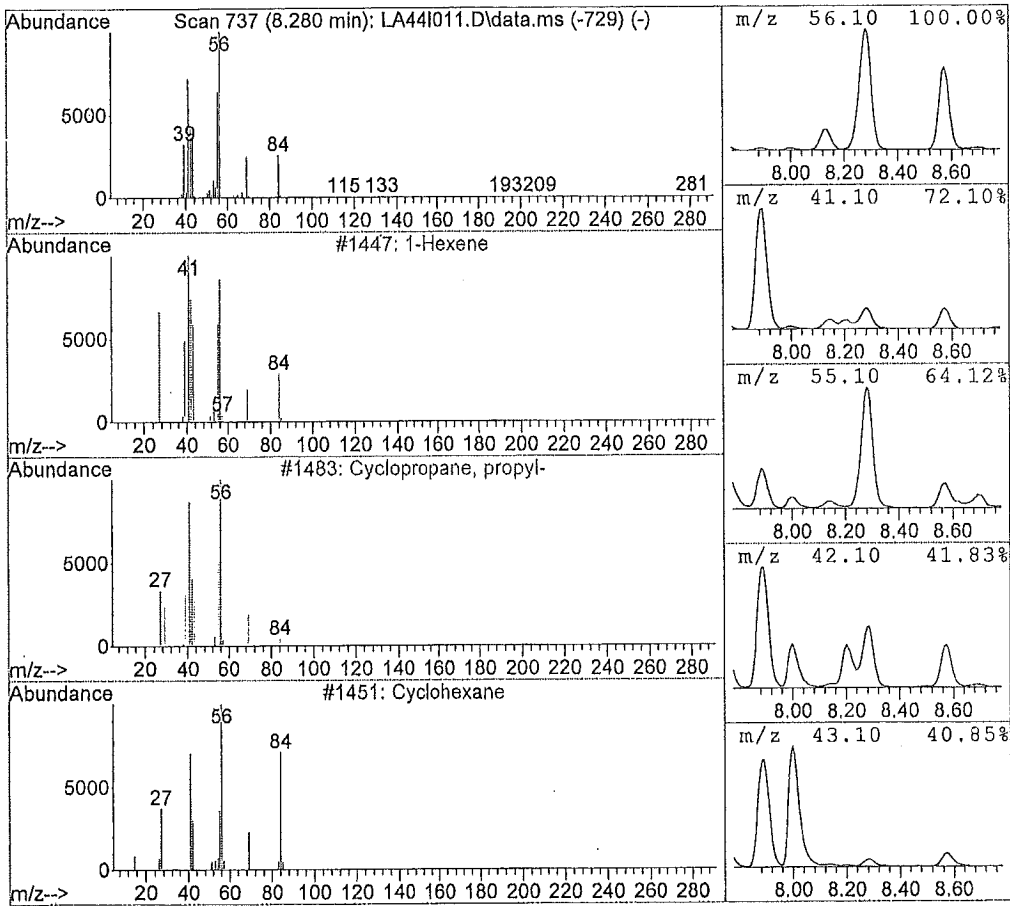 Abundance Scan 737 (8.280 min): LA44I011.D\data.ms (-729) (-)
56
5000
39
84
115 133 193 209 281
0
m/z--> 20 40 60 80 100 120 140 160 180 200 220 240 260 280
Abundance #1447: 1-Hexene
41
5000
84
57
0
m/z--> 20 40 60 80 100 120 140 160 180 200 220 240 260 280
Abundance #1483: Cyclopropane, propyl-
56
5000
27
84
0
m/z--> 20 40 60 80 100 120 140 160 180 200 220 240 260 280
Abundance #1451: Cyclohexane
56
84
5000
27
0
m/z--> 20 40 60 80 100 120 140 160 180 200 220 240 260 280
m/z 56.10 100.00%
8.00 8.20 8.40 8.60
m/z 41.10 72.10%
8.00 8.20 8.40 8.60
m/z 55.10 64.12%
8.00 8.20 8.40 8.60
m/z 42.10 41.83%
8.00 8.20 8.40 8.60
m/z 43.10 40.85%
8.00 8.20 8.40 8.60